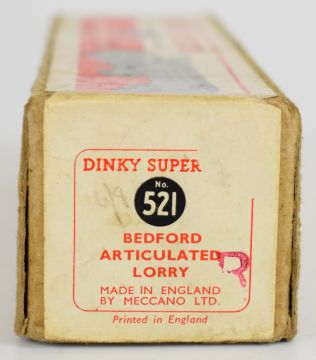 DINKY SUPER
No.
521
BEDFORD
ARTICULATED
LORRY
R
MADE IN ENGLAND
BY MECCANO LTD.
Printed in England